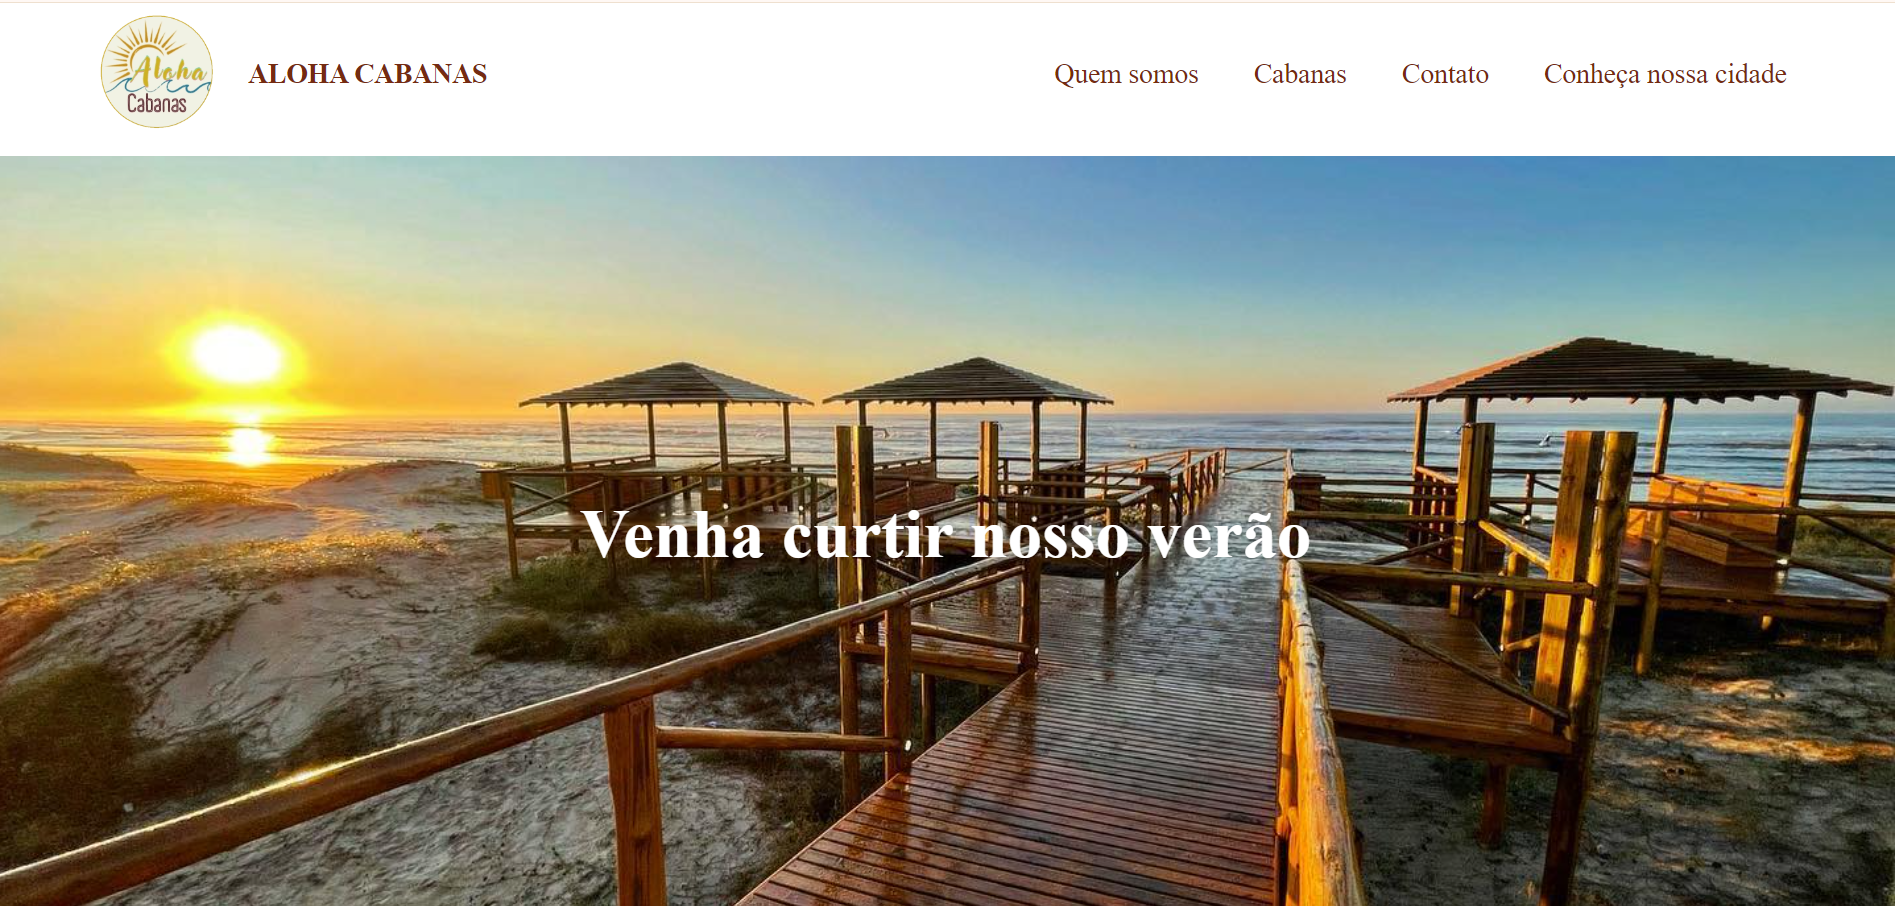 Aloha
Cabanas
ALOHA CABANAS
Quem somos
Cabanas
Contato
Conheça nossa cidade
Venha curtir nosso verão